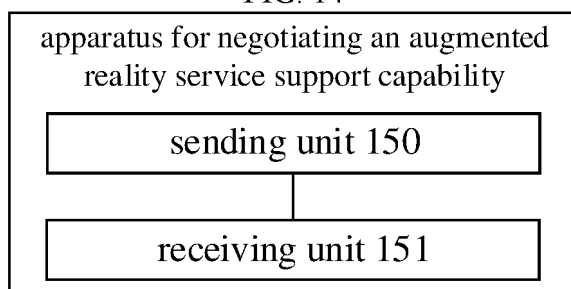 apparatus for negotiating an augmented
reality service support capability
sending unit 150
receiving unit 151